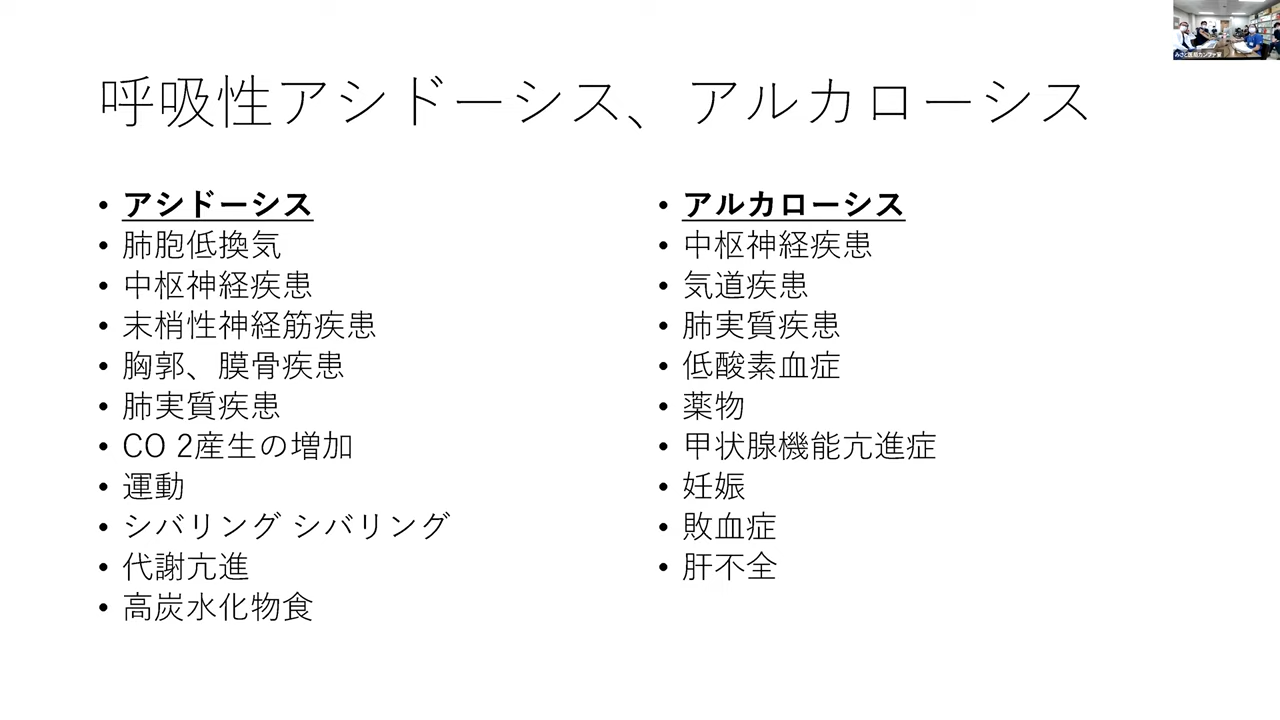 呼吸性アシドーシス、アルカローシス
• アシドーシス
• 肺胞低換気
• 中枢神経疾患
• 末梢性神経筋疾患
• 胸郭、膜骨疾患
• 肺実質疾患
• CO 2産生の増加
• 運動
• シバリング シバリング
• 代謝亢進
• 高炭水化物食
• アルカローシス
• 中枢神経疾患
• 気道疾患
• 肺実質疾患
• 低酸素血症
• 薬物
• 甲状腺機能亢進症
• 妊娠
• 敗血症
• 肝不全